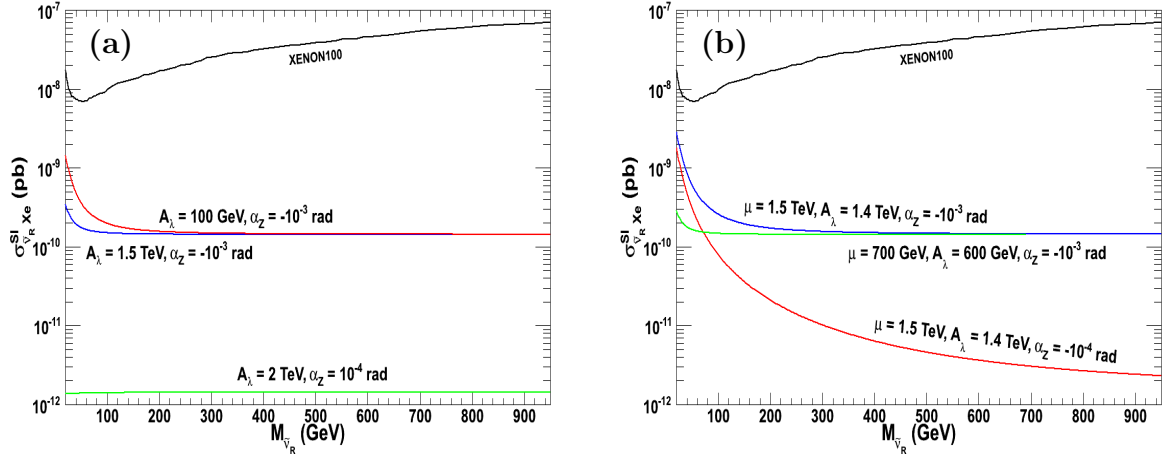 (a)
10⁻⁷
10⁻⁸
10⁻⁹
10⁻¹⁰
10⁻¹¹
10⁻¹²
σ^SI_ν̃_R Xe (pb)
XENON100
A_λ = 100 GeV, α_Z = -10⁻³ rad
A_λ = 1.5 TeV, α_Z = -10⁻³ rad
A_λ = 2 TeV, α_Z = 10⁻⁴ rad
100 200 300 400 500 600 700 800 900
M_ν̃_R (GeV)
(b)
10⁻⁷
10⁻⁸
10⁻⁹
10⁻¹⁰
10⁻¹¹
10⁻¹²
σ^SI_ν̃_R Xe (pb)
XENON100
μ = 1.5 TeV, A_λ = 1.4 TeV, α_Z = -10⁻³ rad
μ = 700 GeV, A_λ = 600 GeV, α_Z = -10⁻³ rad
μ = 1.5 TeV, A_λ = 1.4 TeV, α_Z = -10⁻⁴ rad
100 200 300 400 500 600 700 800 900
M_ν̃_R (GeV)